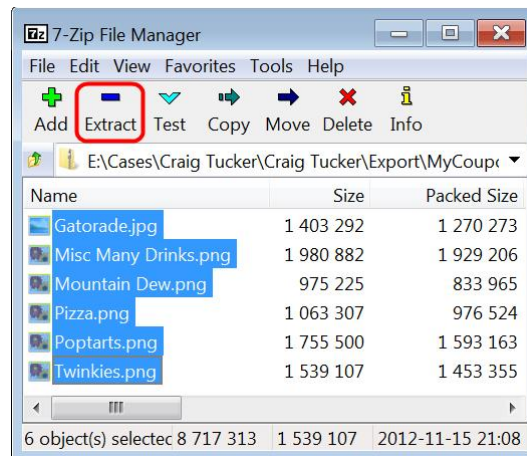 7z 7-Zip File Manager
File Edit View Favorites Tools Help
Add Extract Test Copy Move Delete Info
E:\Cases\Craig Tucker\Craig Tucker\Export\MyCoupo
Name Size Packed Size
Gatorade.jpg 1 403 292 1 270 273
Misc Many Drinks.png 1 980 882 1 929 206
Mountain Dew.png 975 225 833 965
Pizza.png 1 063 307 976 524
Poptarts.png 1 755 500 1 593 163
Twinkies.png 1 539 107 1 453 355
6 object(s) selected 8 717 313 1 539 107 2012-11-15 21:08